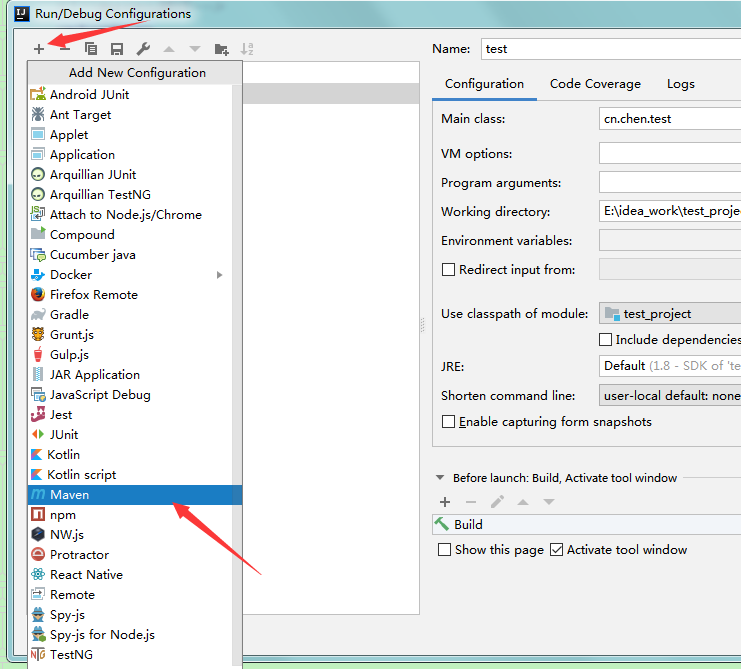 Run/Debug Configurations
Add New Configuration
Android JUnit
Ant Target
Applet
Application
Arquillian JUnit
Arquillian TestNG
Attach to Node.js/Chrome
Compound
Cucumber java
Docker
Firefox Remote
Gradle
Grunt.js
Gulp.js
JAR Application
JavaScript Debug
Jest
JUnit
Kotlin
Kotlin script
Maven
npm
NW.js
Protractor
React Native
Remote
Spy-js
Spy-js for Node.js
TestNG
Name: test
Configuration Code Coverage Logs
Main class: cn.chen.test
VM options:
Program arguments:
Working directory: E:\idea_work\test_projec
Environment variables:
Redirect input from:
Use classpath of module: test_project
Include dependencies
JRE: Default (1.8 - SDK of 'te
Shorten command line: user-local default: none
Enable capturing form snapshots
Before launch: Build, Activate tool window
Build
Show this page Activate tool window